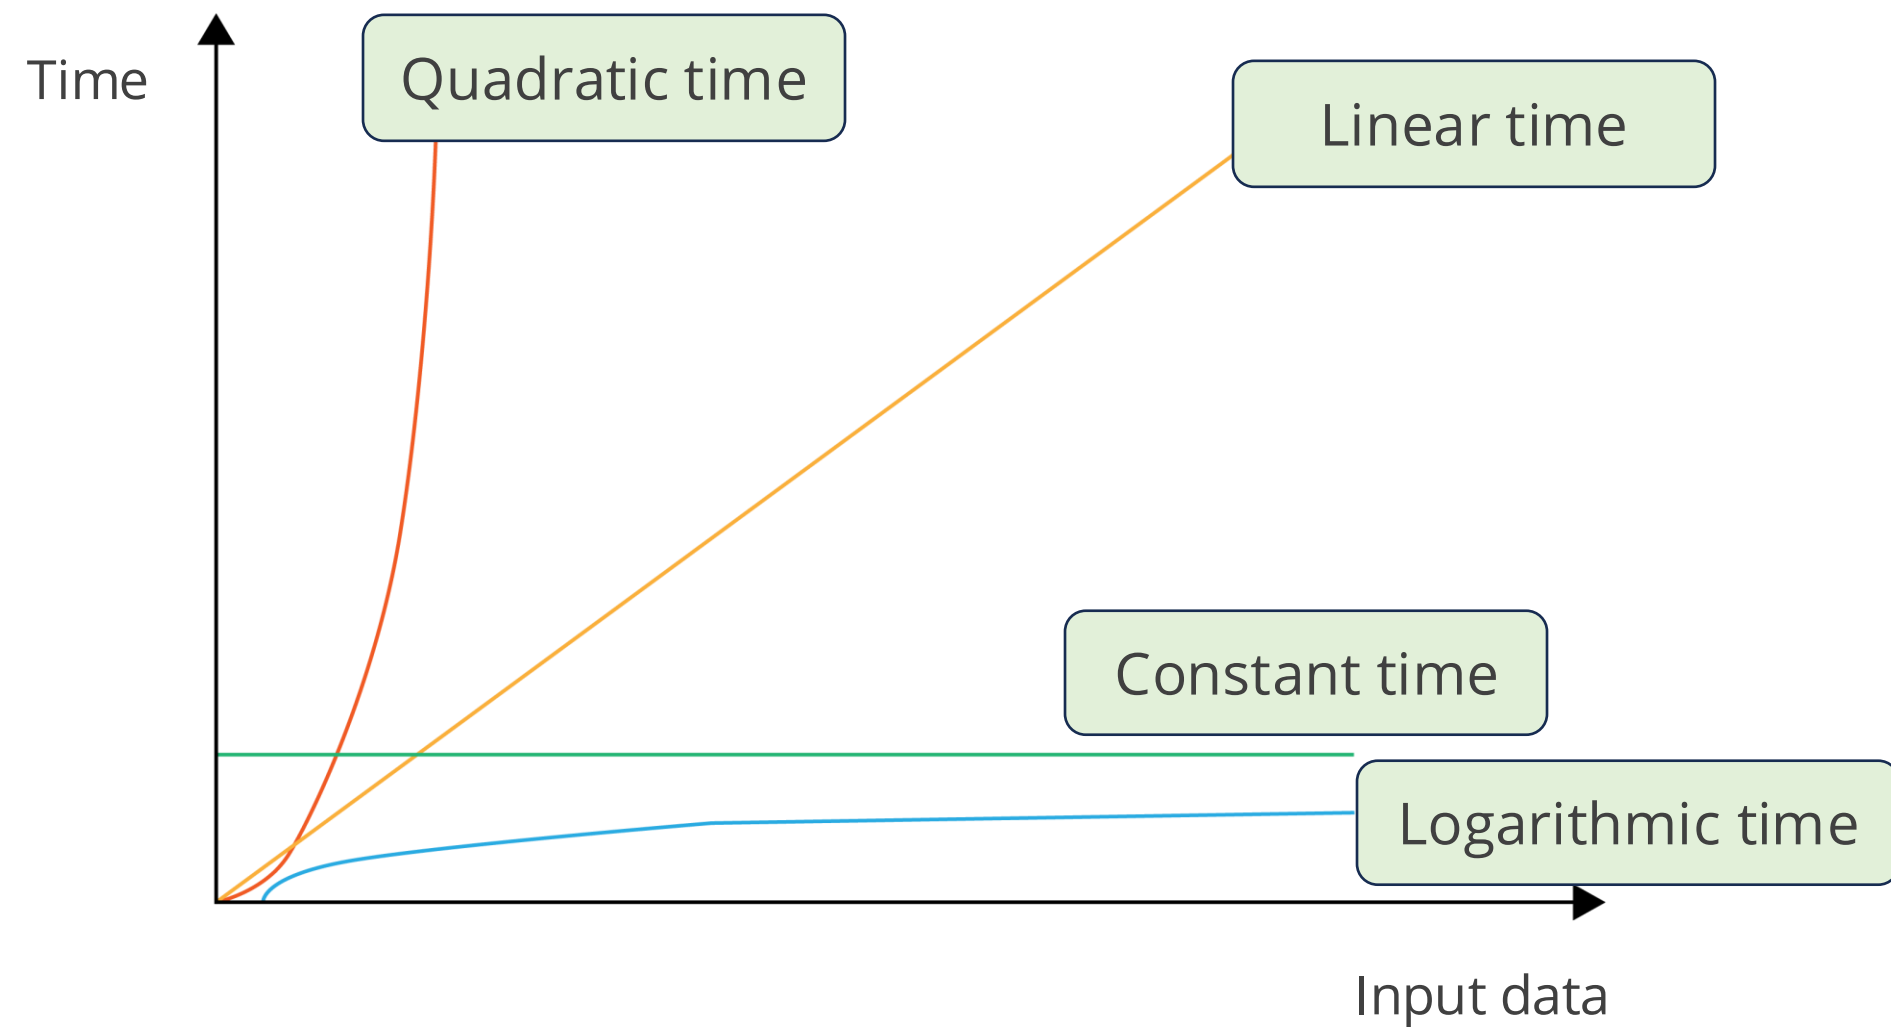 Time
Quadratic time
Linear time
Constant time
Logarithmic time
Input data